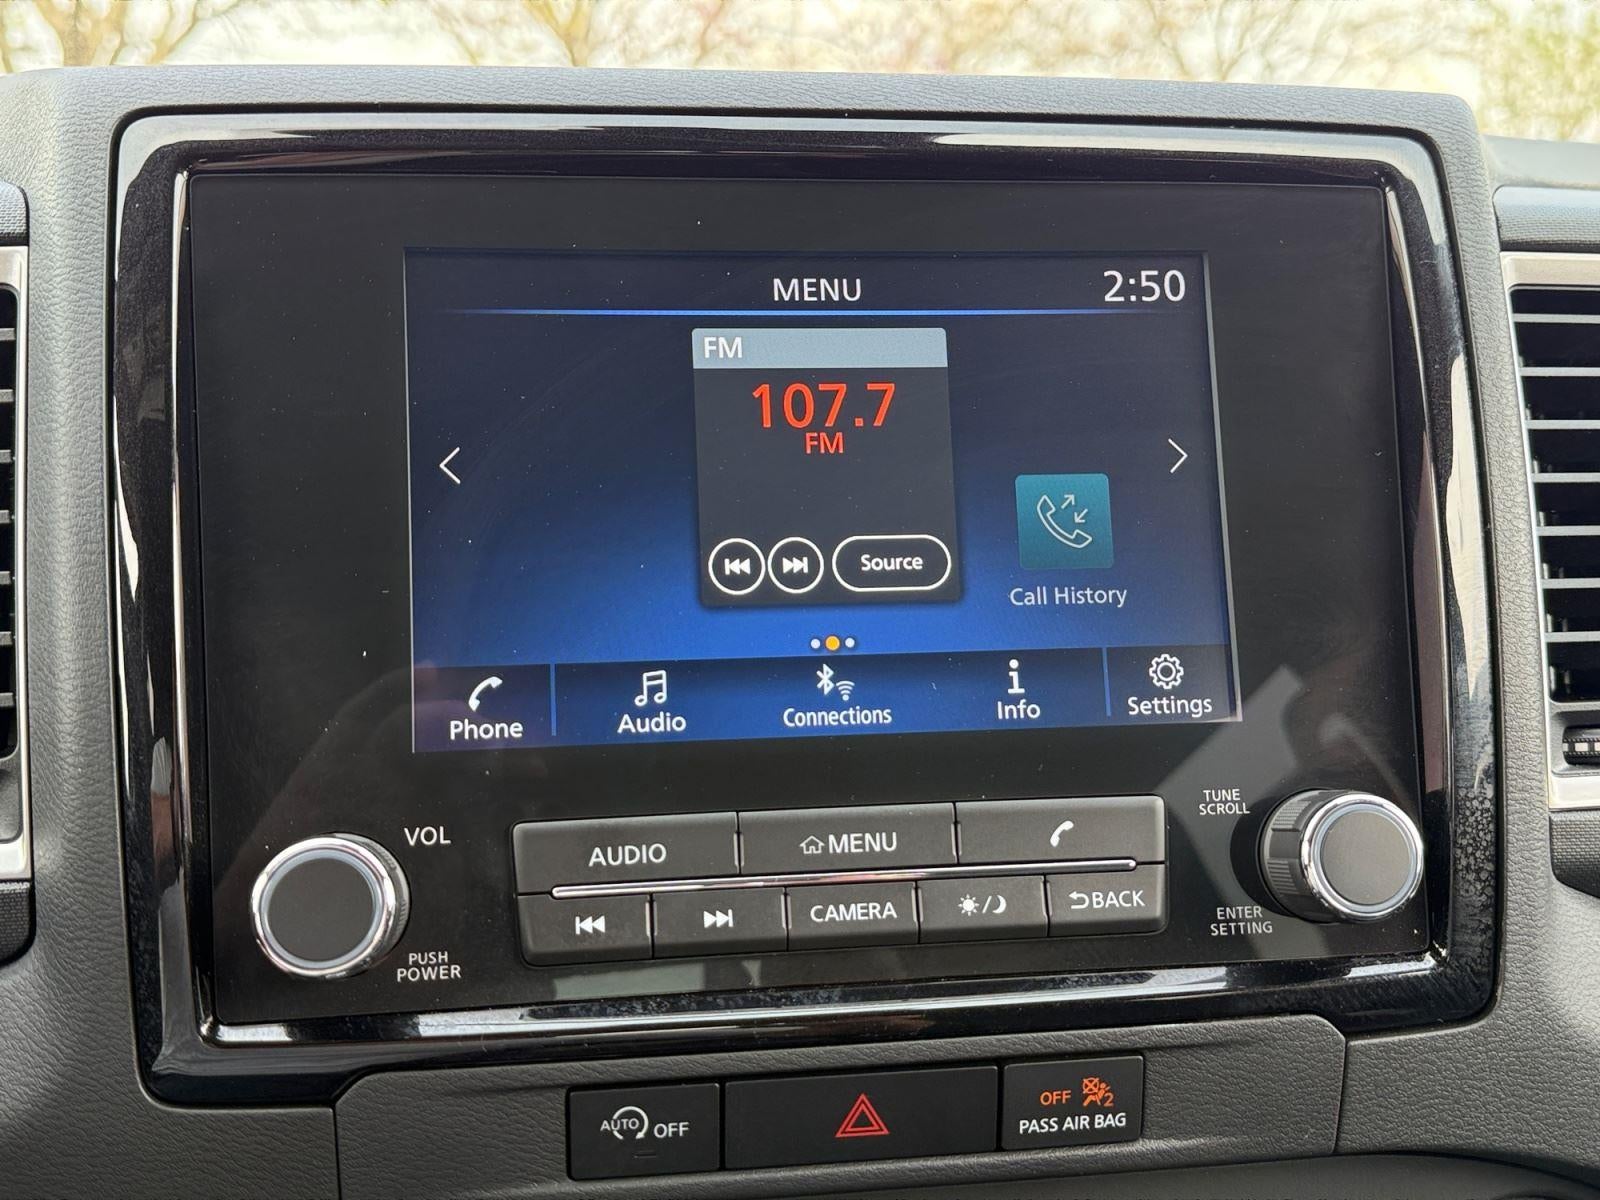 MENU
2:50
FM
107.7
FM
Source
Call History
Phone
Audio
Connections
Info
Settings
VOL
PUSH
POWER
AUDIO
MENU
CAMERA
BACK
TUNE
SCROLL
ENTER
SETTING
AUTO OFF
OFF 2
PASS AIR BAG